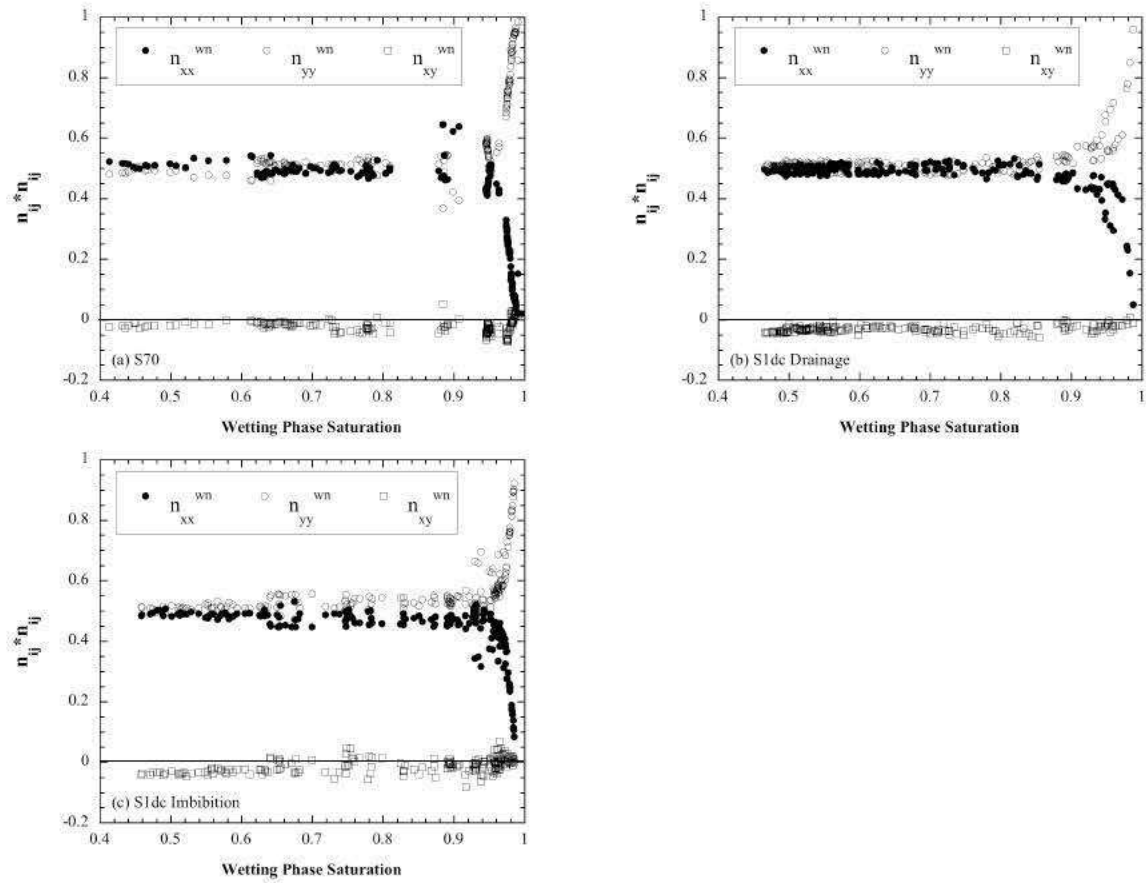 1
0.8
0.6
0.4
0.2
0
-0.2
n_ij*n_ij
n_xx^wn n_yy^wn n_xy^wn
(a) S70
0.4 0.5 0.6 0.7 0.8 0.9 1
Wetting Phase Saturation
1
0.8
0.6
0.4
0.2
0
-0.2
n_ij*n_ij
n_xx^wn n_yy^wn n_xy^wn
(b) S1dc Drainage
0.4 0.5 0.6 0.7 0.8 0.9 1
Wetting Phase Saturation
1
0.8
0.6
0.4
0.2
0
-0.2
n_ij*n_ij
n_xx^wn n_yy^wn n_xy^wn
(c) S1dc Imbibition
0.4 0.5 0.6 0.7 0.8 0.9 1
Wetting Phase Saturation